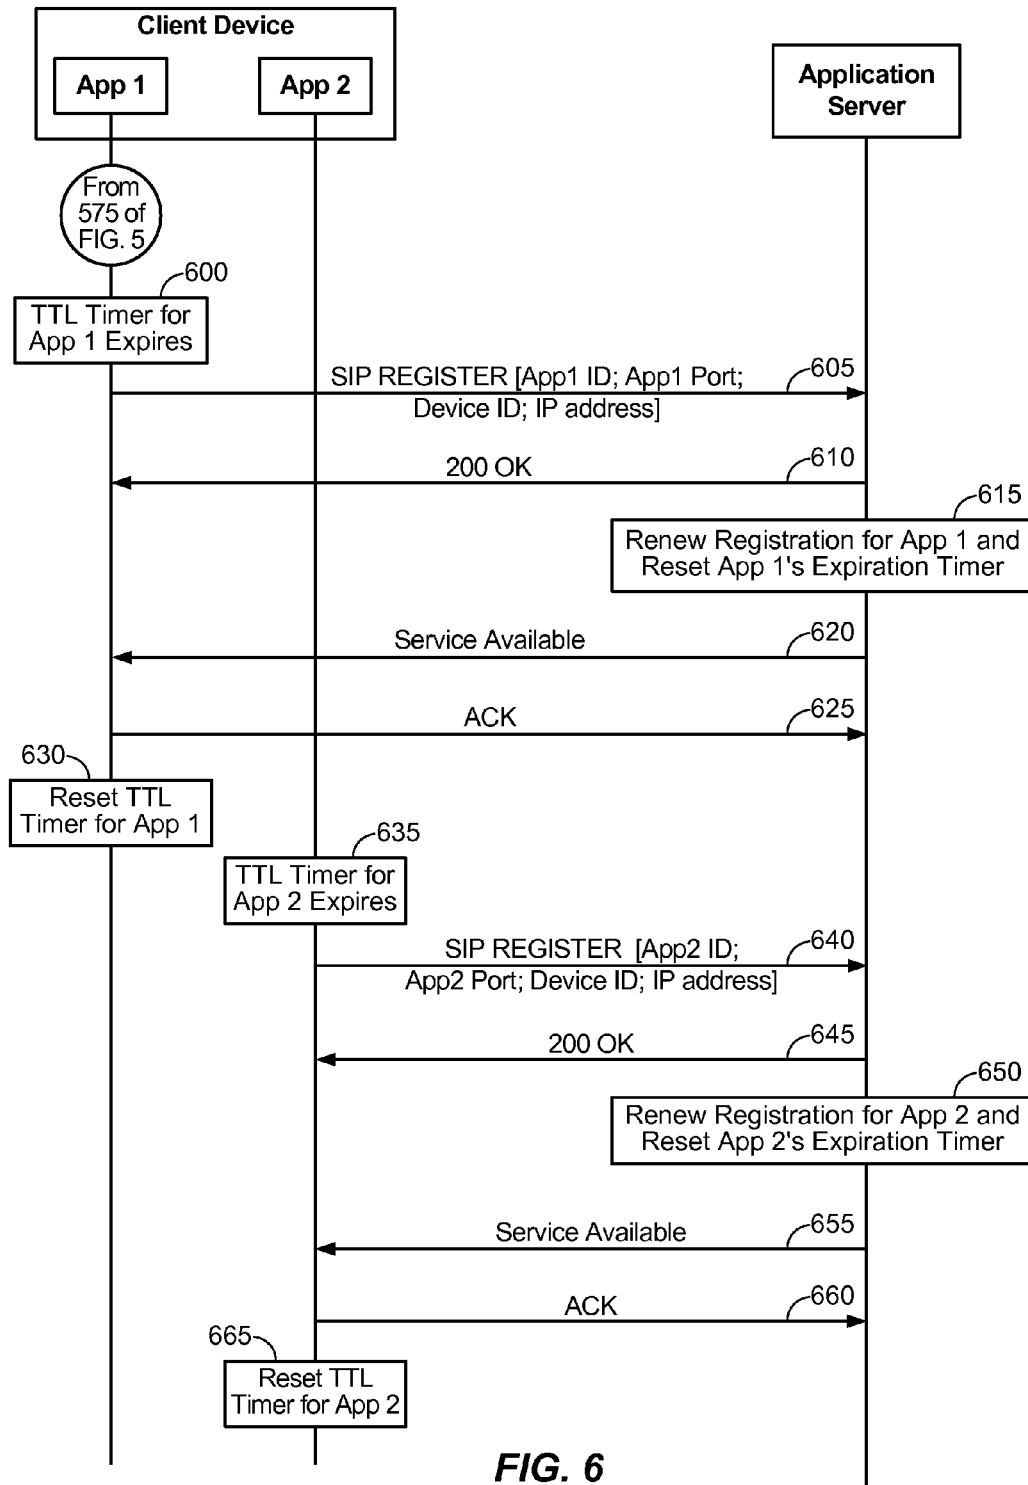 Client Device
App 1
App 2
Application
Server
From
575 of
FIG. 5
600
TTL Timer for
App 1 Expires
SIP REGISTER [App1 ID; App1 Port;
Device ID; IP address]
605
200 OK
610
615
Renew Registration for App 1 and
Reset App 1's Expiration Timer
Service Available
620
ACK
625
630
Reset TTL
Timer for App 1
635
TTL Timer for
App 2 Expires
SIP REGISTER [App2 ID;
App2 Port; Device ID; IP address]
640
200 OK
645
650
Renew Registration for App 2 and
Reset App 2's Expiration Timer
Service Available
655
ACK
660
665
Reset TTL
Timer for App 2
FIG. 6